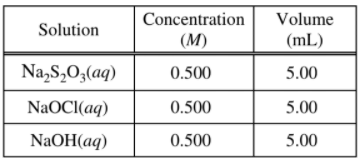 Solution Concentration (M) Volume (mL)
Na₂S₂O₃(aq) 0.500 5.00
NaOCl(aq) 0.500 5.00
NaOH(aq) 0.500 5.00